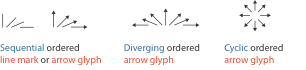 Sequential ordered
line mark or arrow glyph
Diverging ordered
arrow glyph
Cyclic ordered
arrow glyph